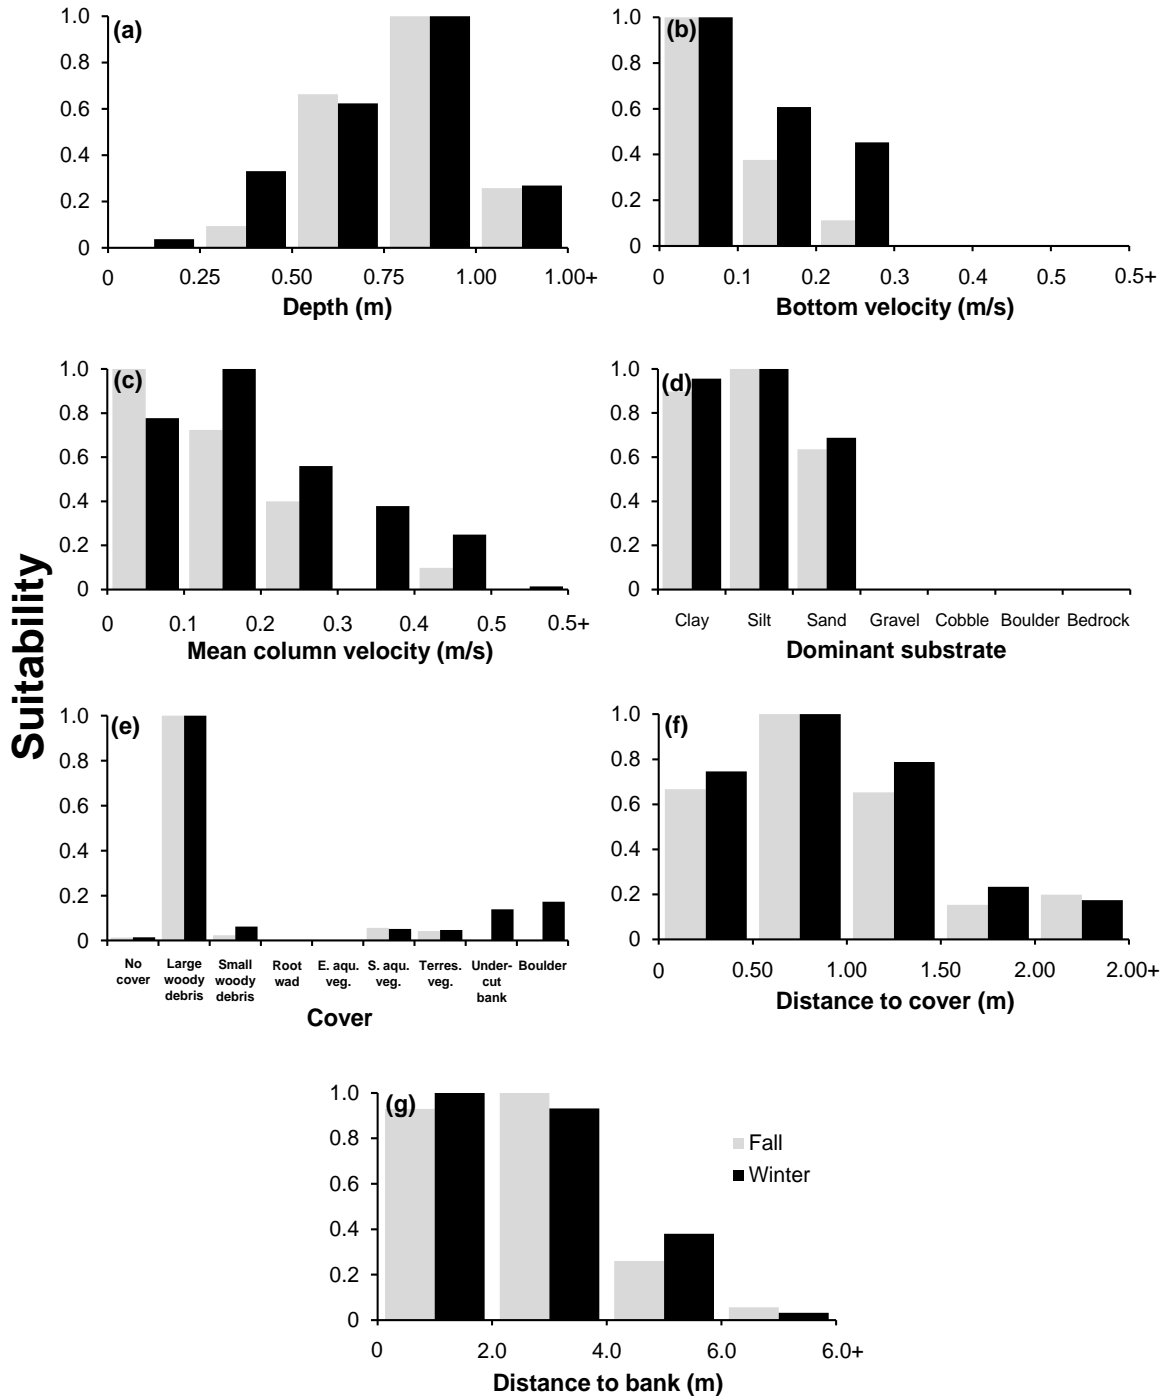 Suitability
(a)
1.0
0.8
0.6
0.4
0.2
0
0 0.25 0.50 0.75 1.00 1.00+
Depth (m)
(b)
1.0
0.8
0.6
0.4
0.2
0
0 0.1 0.2 0.3 0.4 0.5 0.5+
Bottom velocity (m/s)
(c)
1.0
0.8
0.6
0.4
0.2
0
0 0.1 0.2 0.3 0.4 0.5 0.5+
Mean column velocity (m/s)
(d)
1.0
0.8
0.6
0.4
0.2
0
Clay Silt Sand Gravel Cobble Boulder Bedrock
Dominant substrate
(e)
1.0
0.8
0.6
0.4
0.2
0
No Large Small Root E. aqu. S. aqu. Terres. Under- Boulder
cover woody woody wad veg. veg. veg. cut
debris debris bank
Cover
(f)
1.0
0.8
0.6
0.4
0.2
0
0 0.50 1.00 1.50 2.00 2.00+
Distance to cover (m)
(g)
1.0
0.8
0.6
0.4
0.2
0
0 2.0 4.0 6.0 6.0+
Distance to bank (m)
Fall
Winter